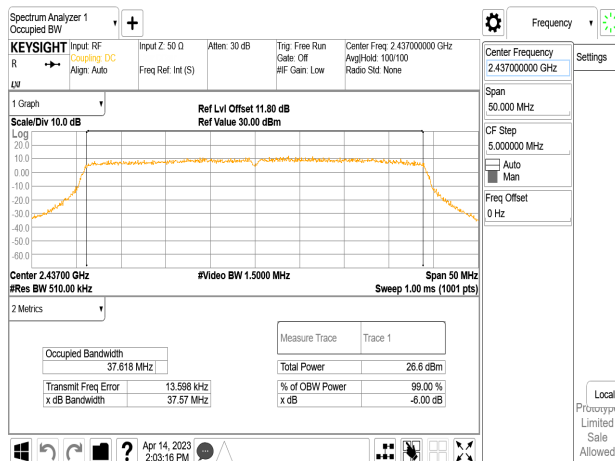 Spectrum Analyzer 1
Occupied BW
▼
+
Frequency ▼
KEYSIGHT
R
LXI
Input: RF
Coupling: DC
Align: Auto
Input Z: 50 Ω
Freq Ref: Int (S)
Atten: 30 dB
Trig: Free Run
Gate: Off
#IF Gain: Low
Center Freq: 2.437000000 GHz
Avg|Hold: 100/100
Radio Std: None
Center Frequency
2.437000000 GHz
Settings
Span
50.000 MHz
CF Step
5.000000 MHz
Auto
Man
Freq Offset
0 Hz
1 Graph ▼
Scale/Div 10.0 dB
Ref Lvl Offset 11.80 dB
Ref Value 30.00 dBm
Log
20.0
10.0
0.00
-10.0
-20.0
-30.0
-40.0
-50.0
-60.0
Center 2.43700 GHz
#Res BW 510.00 kHz
#Video BW 1.5000 MHz
Span 50 MHz
Sweep 1.00 ms (1001 pts)
2 Metrics ▼
Measure Trace Trace 1
Occupied Bandwidth
37.618 MHz
Total Power 26.6 dBm
Transmit Freq Error 13.598 kHz
% of OBW Power 99.00 %
x dB Bandwidth 37.57 MHz
x dB -6.00 dB
Local
Prototype
Limited
Sale
Allowed
?
Apr 14, 2023
2:03:16 PM